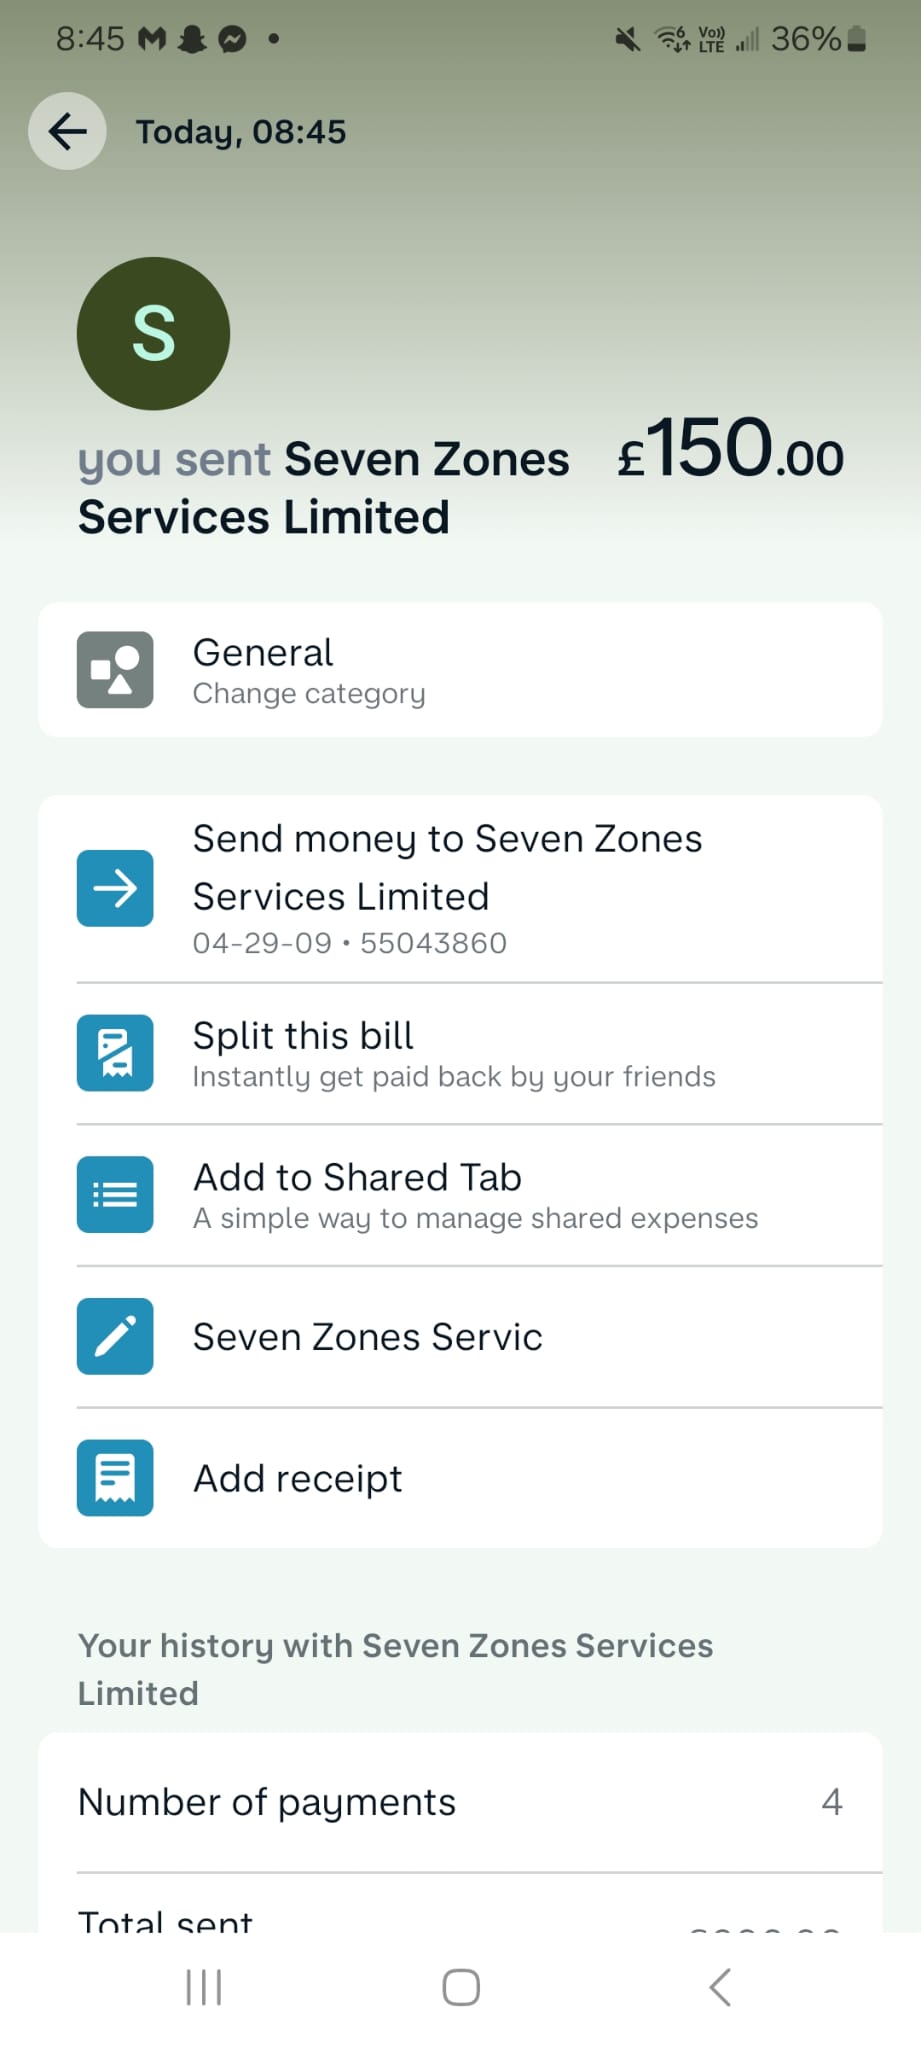 8:45
Vo))
LTE
36%
Today, 08:45
S
you sent Seven Zones £150.00
Services Limited
General
Change category
Send money to Seven Zones
Services Limited
04-29-09 • 55043860
Split this bill
Instantly get paid back by your friends
Add to Shared Tab
A simple way to manage shared expenses
Seven Zones Servic
Add receipt
Your history with Seven Zones Services
Limited
Number of payments 4
Total sent